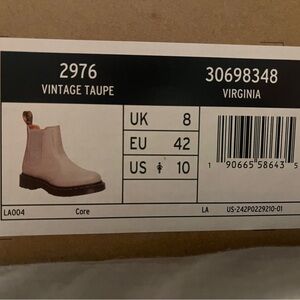 2976
VINTAGE TAUPE
30698348
VIRGINIA
UK 8
EU 42
US 10
1 90665 58643 5
LA004 Core LA US-242P0229210-01